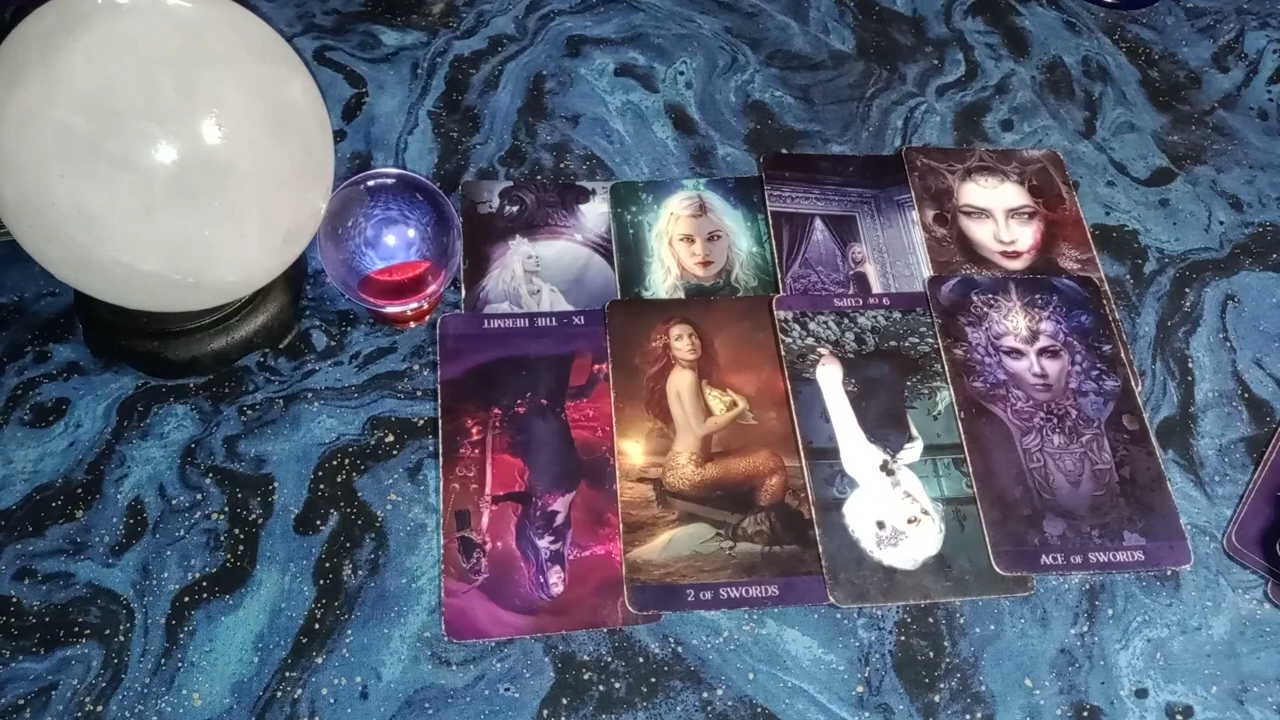 9 OF CUPS
IX - THE HERMIT
2 OF SWORDS
ACE OF SWORDS